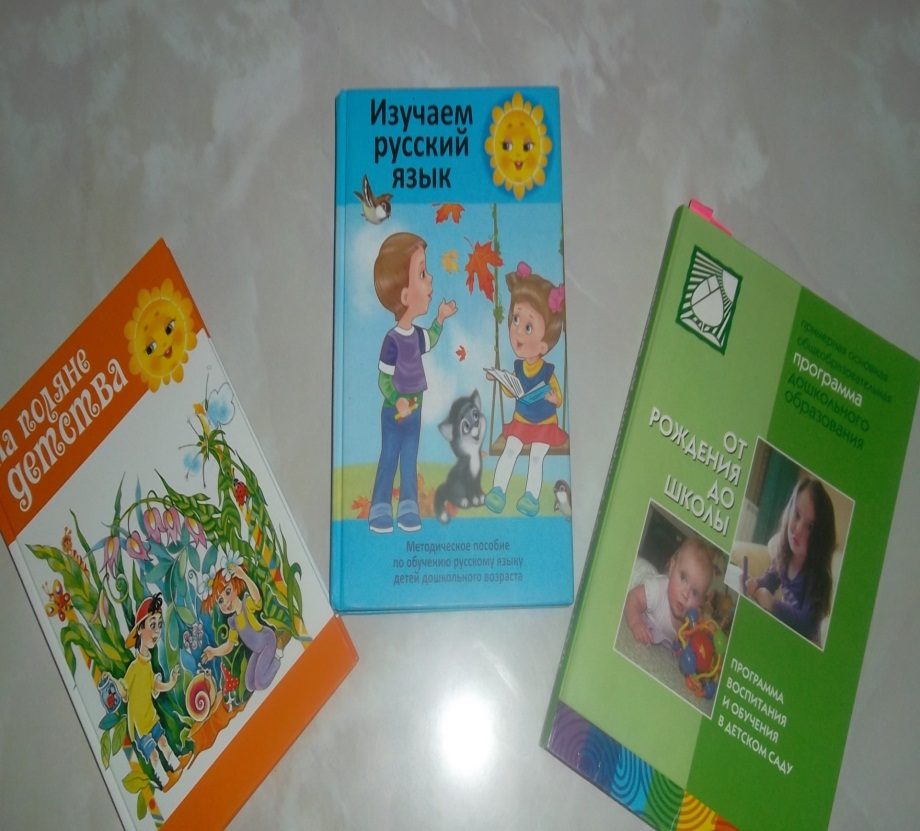 на поляне
детства
Изучаем
русский
язык
Методическое пособие
по обучению русскому языку
детей дошкольного возраста
примерная основная
общеобразовательная
программа
дошкольного
образования
ОТ
РОЖДЕНИЯ
ДО
ШКОЛЫ
ПРОГРАММА
ВОСПИТАНИЯ
И ОБУЧЕНИЯ
В ДЕТСКОМ САДУ